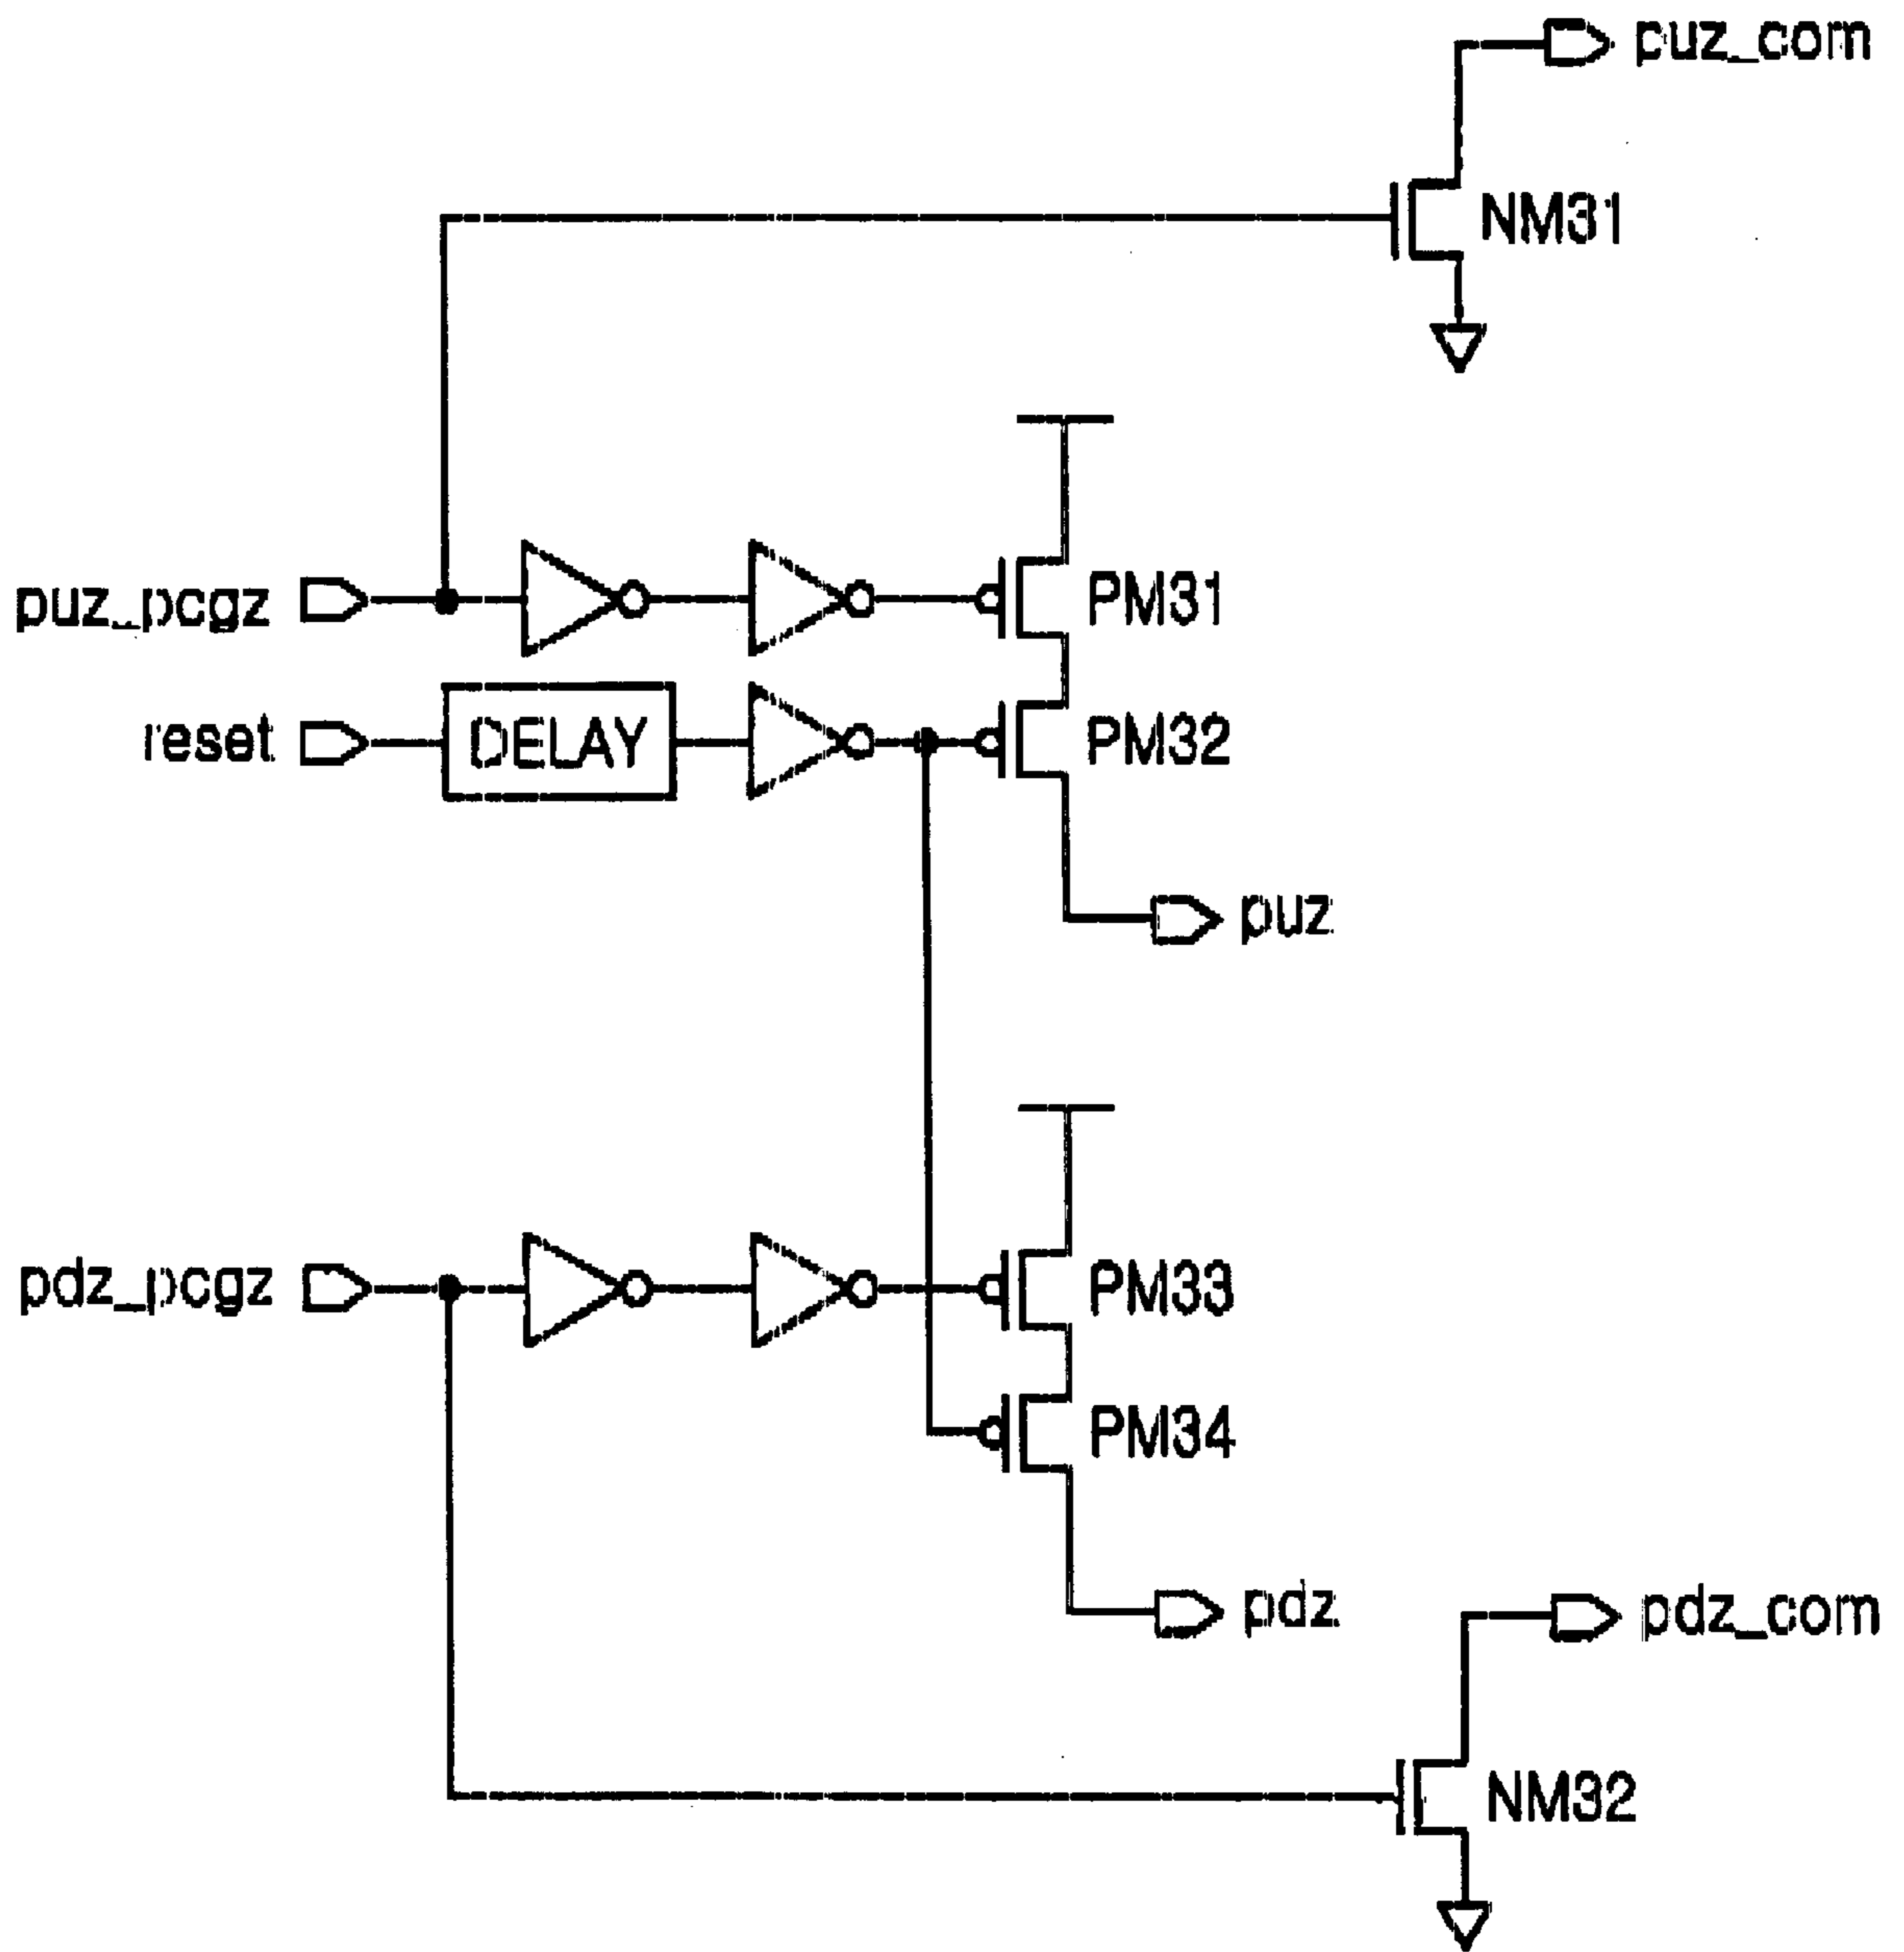 puz_com
NM31
puz_pcgz
PM31
reset
DELAY
PM32
puz
pdz_pcgz
PM33
PM34
pdz
pdz_com
NM32